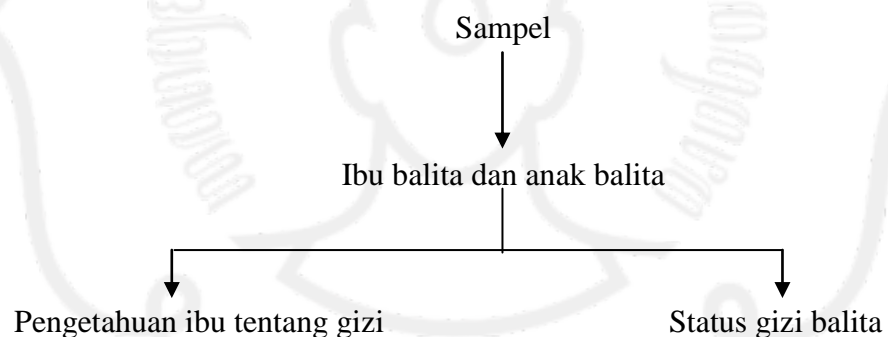 Sampel
Ibu balita dan anak balita
Pengetahuan ibu tentang gizi
Status gizi balita